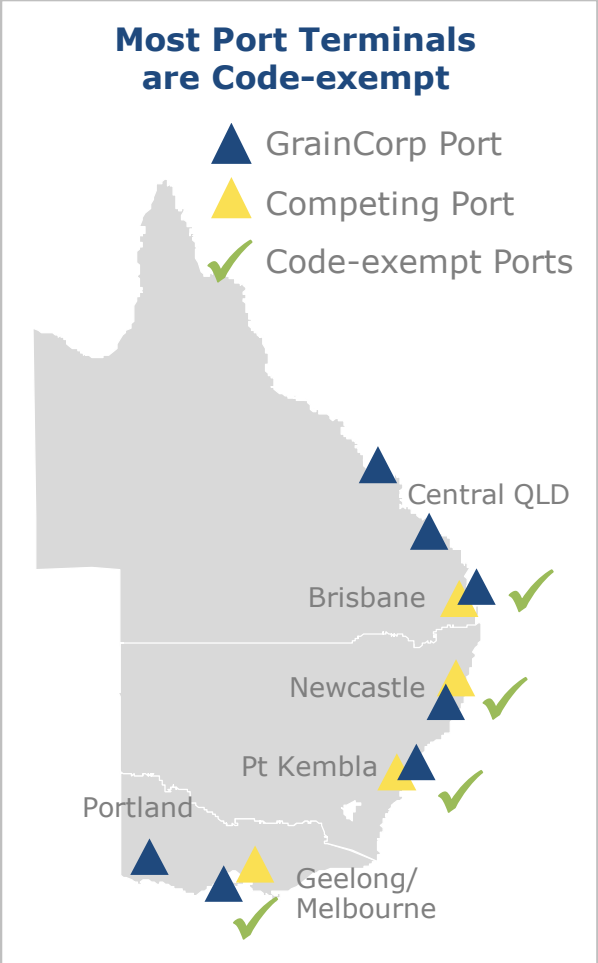 Most Port Terminals
are Code-exempt
GrainCorp Port
Competing Port
Code-exempt Ports
Central QLD
Brisbane
Newcastle
Pt Kembla
Portland
Geelong/
Melbourne